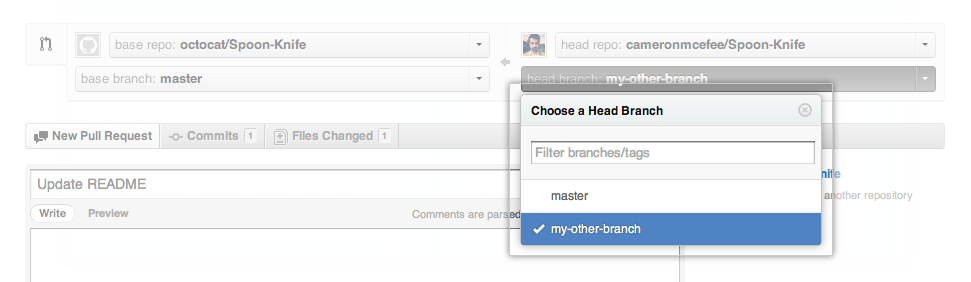 base repo: octocat/Spoon-Knife
head repo: cameronmcefee/Spoon-Knife
base branch: master
head branch: my-other-branch
Choose a Head Branch
New Pull Request
Commits 1
Files Changed 1
Filter branches/tags
Update README
master
another repository
Write
Preview
Comments are parsed
my-other-branch